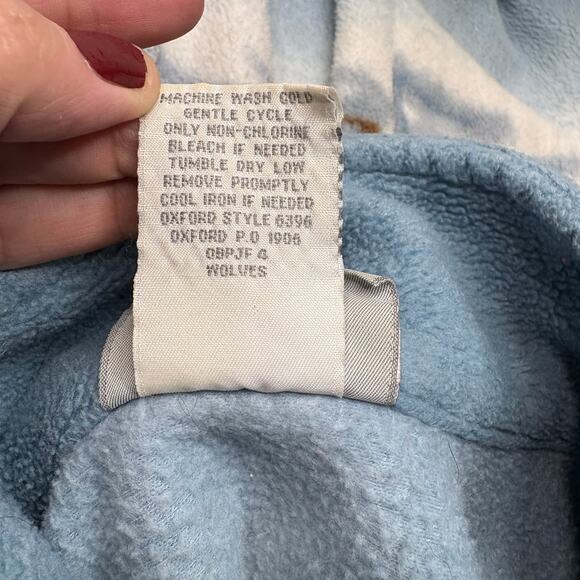 MACHINE WASH COLD
GENTLE CYCLE
ONLY NON-CHLORINE
BLEACH IF NEEDED
TUMBLE DRY LOW
REMOVE PROMPTLY
COOL IRON IF NEEDED
OXFORD STYLE 6396
OXFORD P.O 1906
OBPJF 4
WOLVES